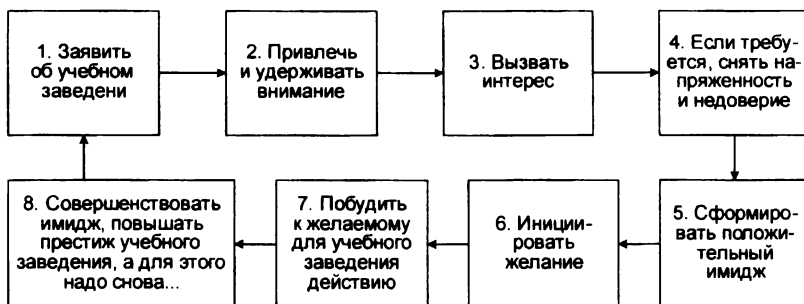 1. Заявить
об учебном
заведени
2. Привлечь
и удерживать
внимание
3. Вызвать
интерес
4. Если требу-
ется, снять на-
пряженность
и недоверие
5. Сформиро-
вать положи-
тельный
имидж
6. Иниции-
ровать
желание
7. Побудить
к желаемому
для учебного
заведения
действию
8. Совершенствовать
имидж, повышать
престиж учебного
заведения, а для этого
надо снова...